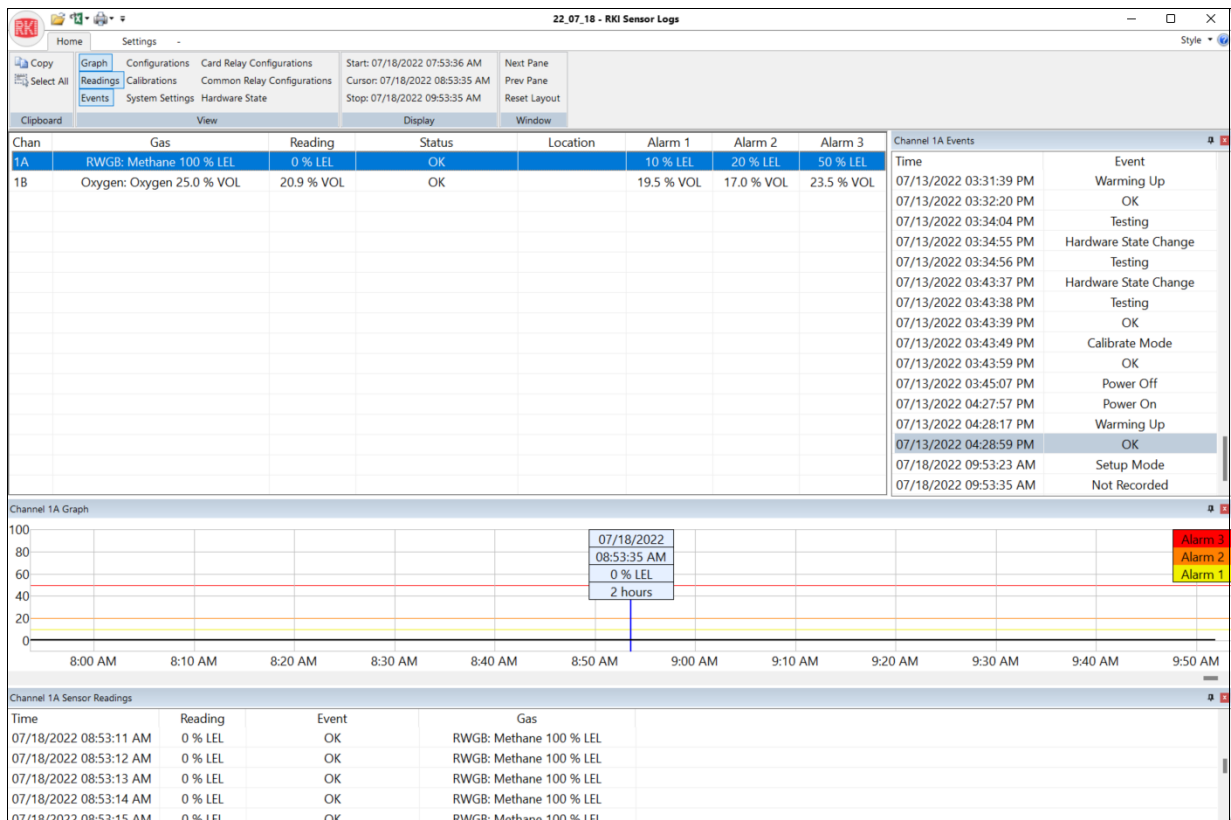 RKI
22_07_18 - RKI Sensor Logs
Home Settings - Style
Copy Graph Configurations Card Relay Configurations Start: 07/18/2022 07:53:36 AM Next Pane
Select All Readings Calibrations Common Relay Configurations Cursor: 07/18/2022 08:53:35 AM Prev Pane
Events System Settings Hardware State Stop: 07/18/2022 09:53:35 AM Reset Layout
Clipboard View Display Window
Chan Gas Reading Status Location Alarm 1 Alarm 2 Alarm 3
1A RWGB: Methane 100 % LEL 0 % LEL OK 10 % LEL 20 % LEL 50 % LEL
1B Oxygen: Oxygen 25.0 % VOL 20.9 % VOL OK 19.5 % VOL 17.0 % VOL 23.5 % VOL
Channel 1A Events
Time Event
07/13/2022 03:31:39 PM Warming Up
07/13/2022 03:32:20 PM OK
07/13/2022 03:34:04 PM Testing
07/13/2022 03:34:55 PM Hardware State Change
07/13/2022 03:34:56 PM Testing
07/13/2022 03:43:37 PM Hardware State Change
07/13/2022 03:43:38 PM Testing
07/13/2022 03:43:39 PM OK
07/13/2022 03:43:49 PM Calibrate Mode
07/13/2022 03:43:59 PM OK
07/13/2022 03:45:07 PM Power Off
07/13/2022 04:27:57 PM Power On
07/13/2022 04:28:17 PM Warming Up
07/13/2022 04:28:59 PM OK
07/18/2022 09:53:23 AM Setup Mode
07/18/2022 09:53:35 AM Not Recorded
Channel 1A Graph
100
80
60
40
20
0
07/18/2022
08:53:35 AM
0 % LEL
2 hours
Alarm 3
Alarm 2
Alarm 1
8:00 AM 8:10 AM 8:20 AM 8:30 AM 8:40 AM 8:50 AM 9:00 AM 9:10 AM 9:20 AM 9:30 AM 9:40 AM 9:50 AM
Channel 1A Sensor Readings
Time Reading Event Gas
07/18/2022 08:53:11 AM 0 % LEL OK RWGB: Methane 100 % LEL
07/18/2022 08:53:12 AM 0 % LEL OK RWGB: Methane 100 % LEL
07/18/2022 08:53:13 AM 0 % LEL OK RWGB: Methane 100 % LEL
07/18/2022 08:53:14 AM 0 % LEL OK RWGB: Methane 100 % LEL
07/18/2022 08:53:15 AM 0 % LEL OK RWGB: Methane 100 % LEL